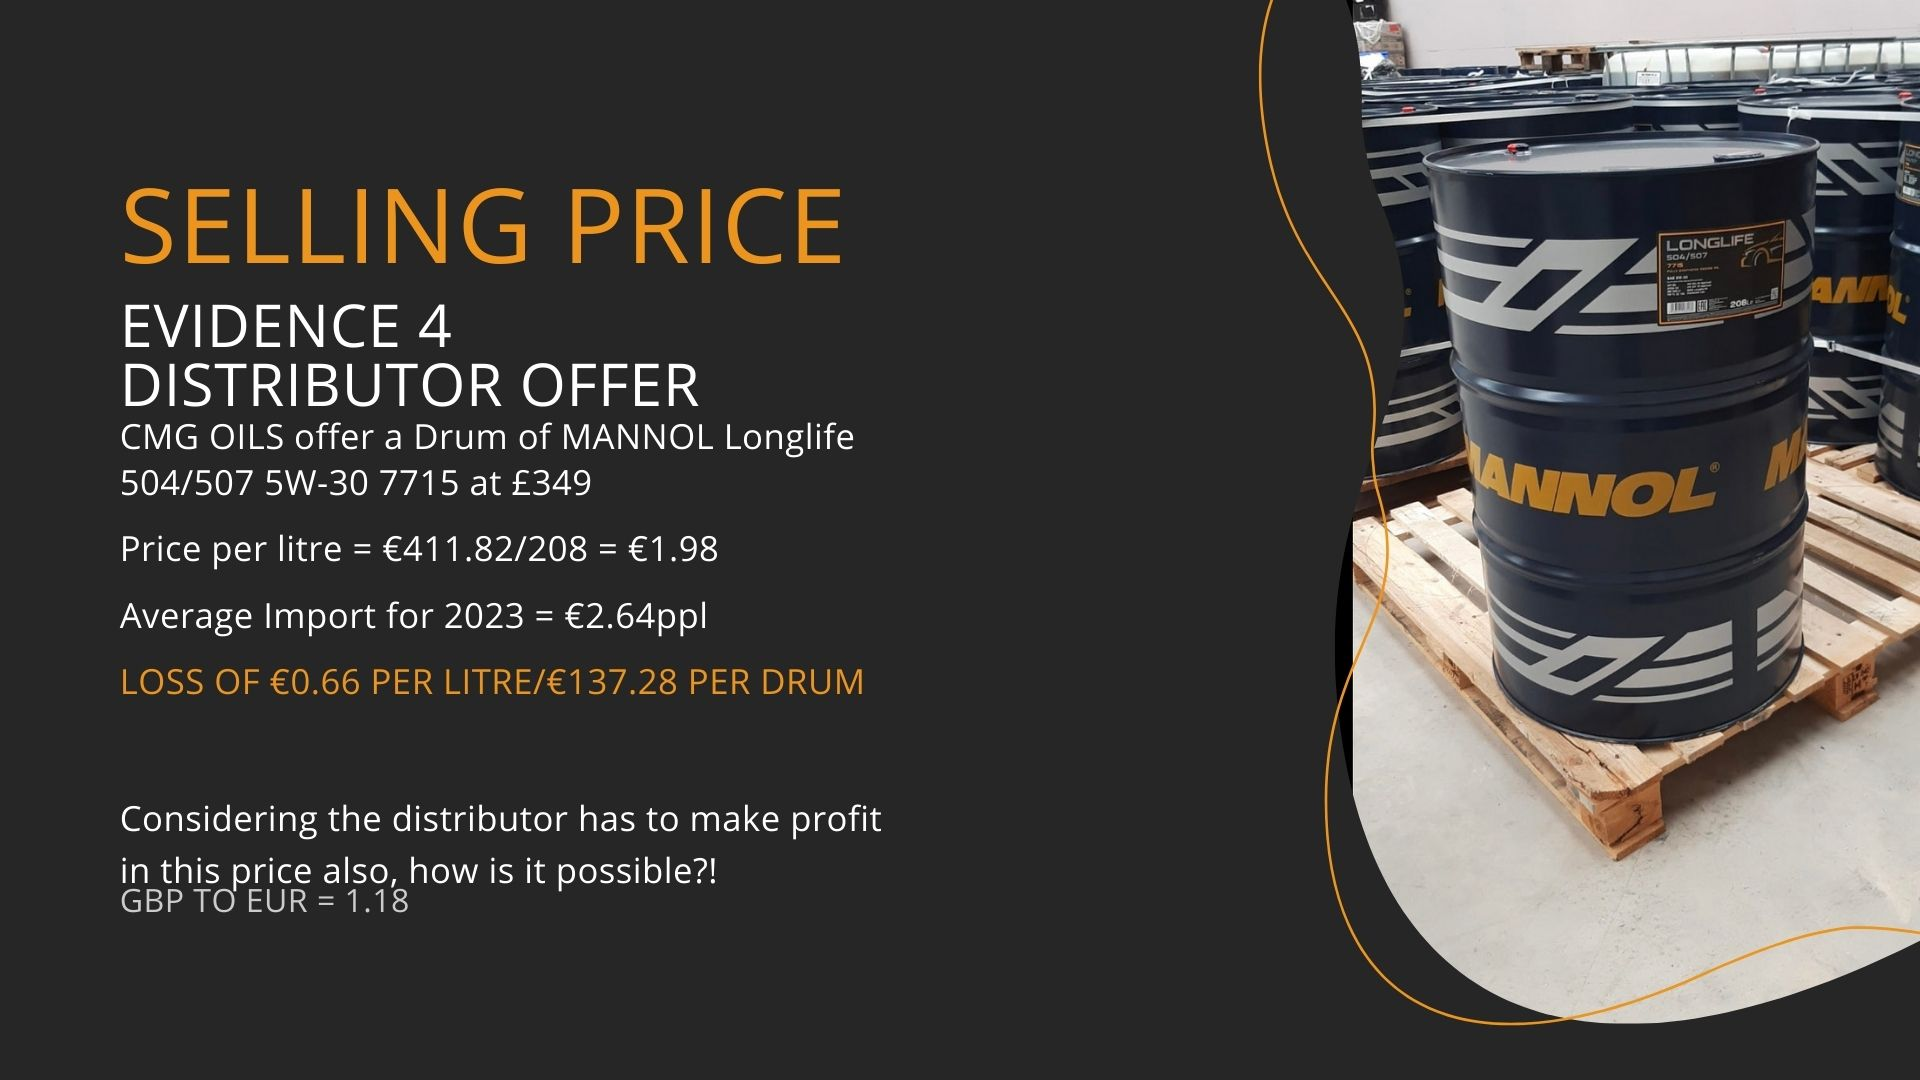 SELLING PRICE
EVIDENCE 4
DISTRIBUTOR OFFER
CMG OILS offer a Drum of MANNOL Longlife
504/507 5W-30 7715 at £349
Price per litre = €411.82/208 = €1.98
Average Import for 2023 = €2.64ppl
LOSS OF €0.66 PER LITRE/€137.28 PER DRUM
Considering the distributor has to make profit
in this price also, how is it possible?!
GBP TO EUR = 1.18
LONGLIFE
504/507
7715
208L
MANNOL®